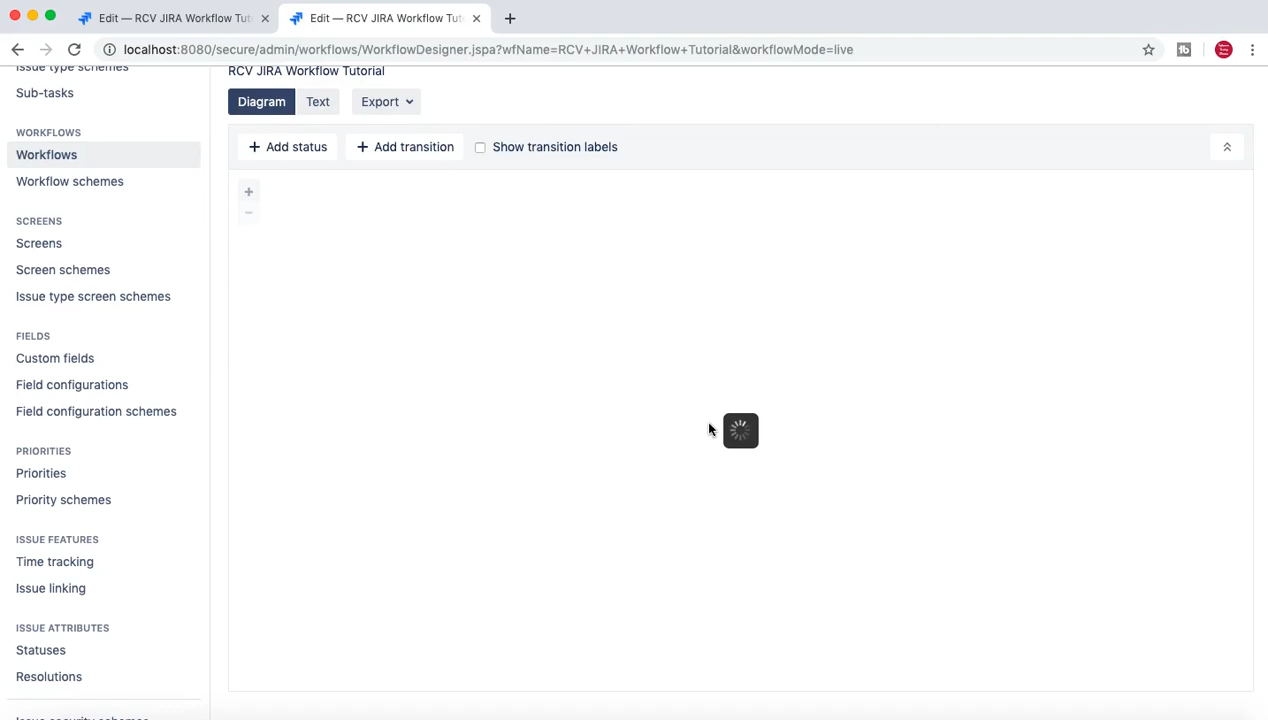 Edit — RCV JIRA Workflow Tut
Edit — RCV JIRA Workflow Tut
localhost:8080/secure/admin/workflows/WorkflowDesigner.jspa?wfName=RCV+JIRA+Workflow+Tutorial&workflowMode=live
Issue type schemes
Sub-tasks
WORKFLOWS
Workflows
Workflow schemes
SCREENS
Screens
Screen schemes
Issue type screen schemes
FIELDS
Custom fields
Field configurations
Field configuration schemes
PRIORITIES
Priorities
Priority schemes
ISSUE FEATURES
Time tracking
Issue linking
ISSUE ATTRIBUTES
Statuses
Resolutions
Issue security schemes
RCV JIRA Workflow Tutorial
Diagram Text Export
+ Add status + Add transition Show transition labels
+
−